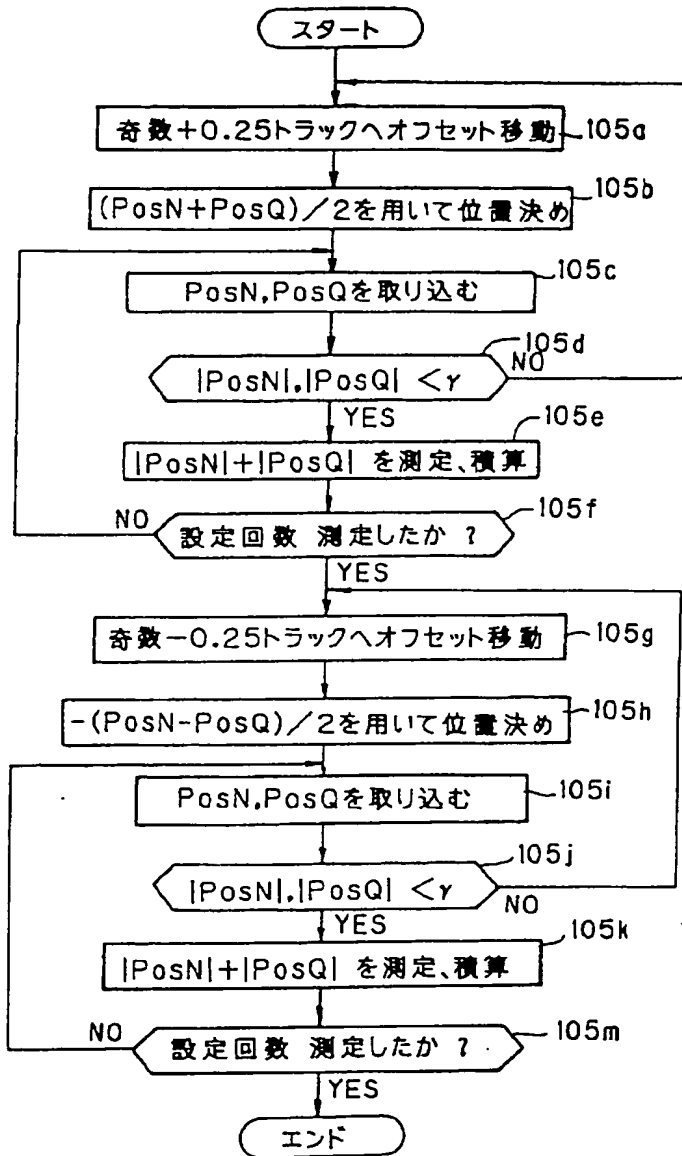 スタート
奇数+0.25トラックへオフセット移動
105a
105b
(PosN+PosQ)/2を用いて位置決め
105c
PosN,PosQを取り込む
105d
|PosN|,|PosQ| <γ
NO
YES
105e
|PosN|+|PosQ| を測定、積算
105f
NO
設定回数 測定したか ?
YES
奇数-0.25トラックへオフセット移動
105g
105h
-(PosN-PosQ)/2を用いて位置決め
PosN,PosQを取り込む
105i
105j
|PosN|,|PosQ| <γ
NO
YES
105k
|PosN|+|PosQ| を測定、積算
NO
設定回数 測定したか ?
105m
YES
エンド